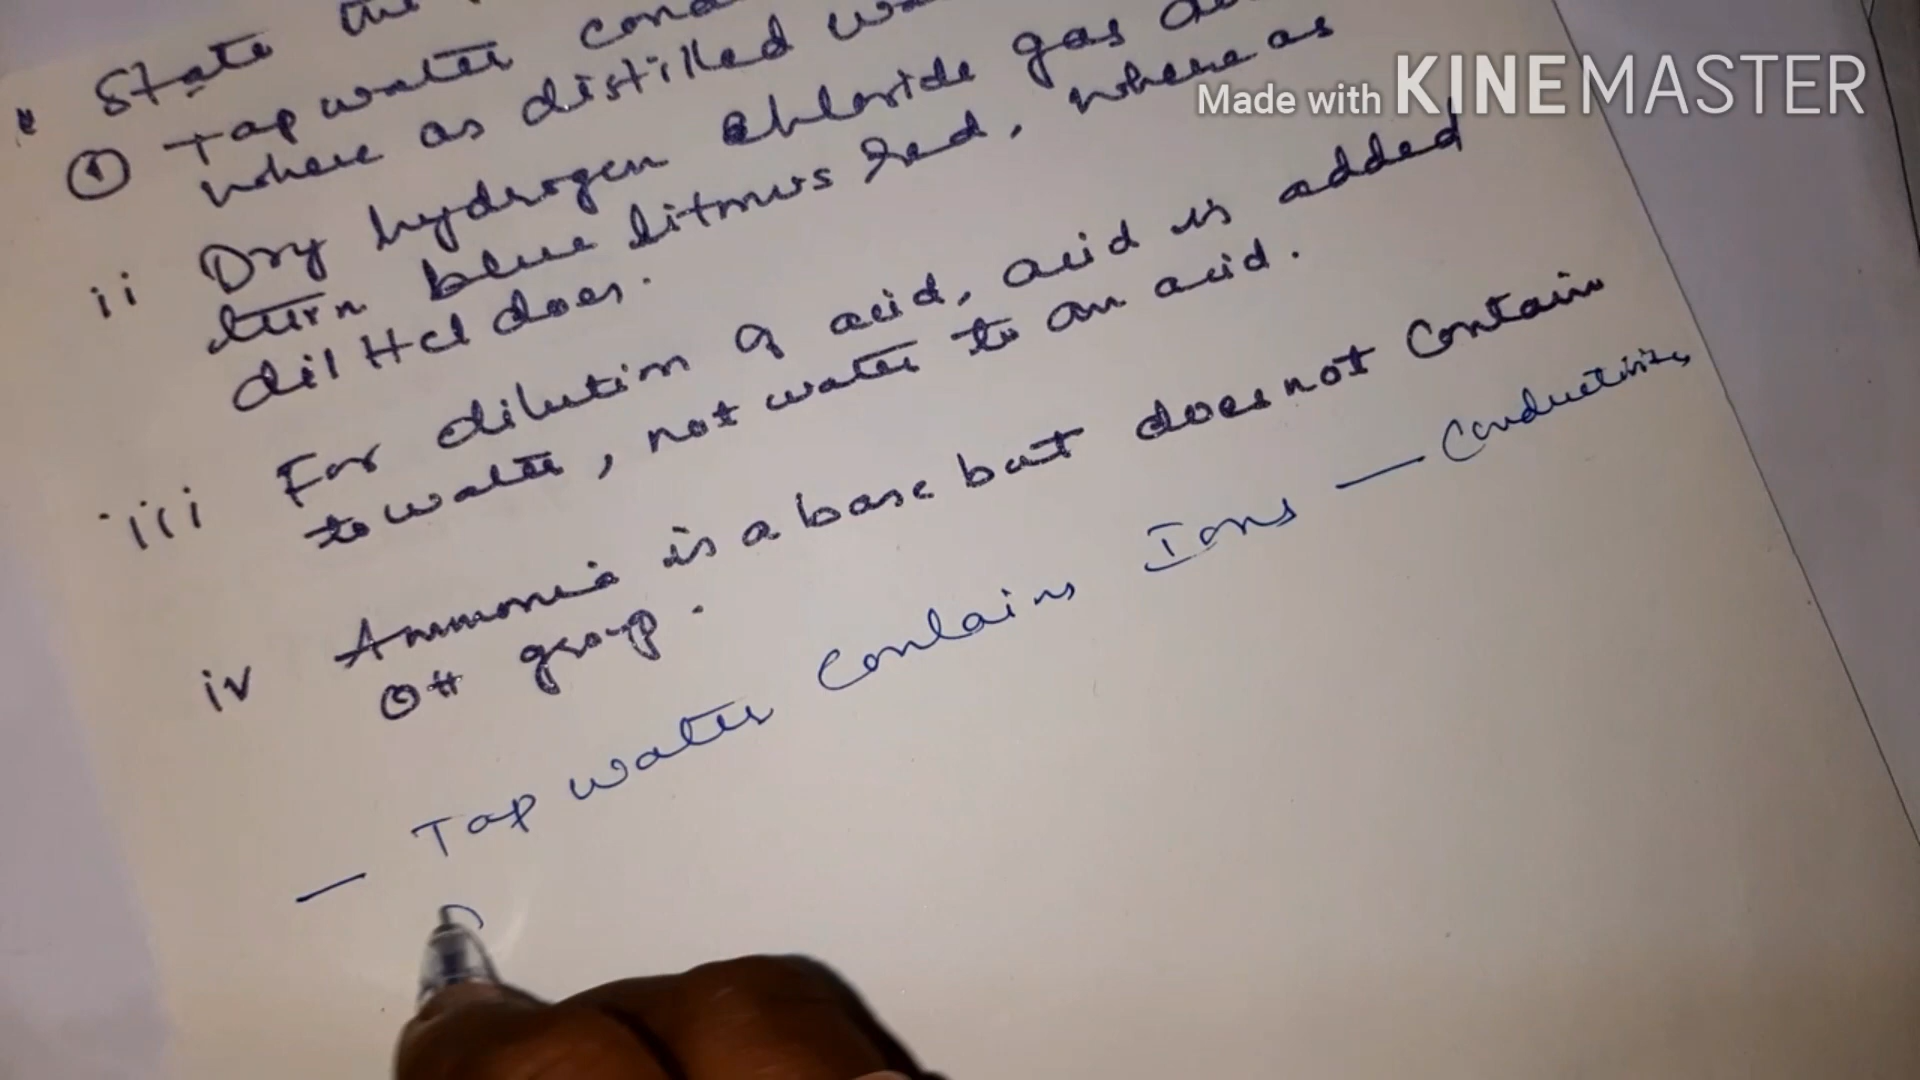 State the
① Tap water
where as distilled
ii Dry hydrogen chloride gas
turn blue litmus red, where as
dil HCl does.
iii For dilution of acid, acid is added
to water, not water to an acid.
iv Ammonia is a base but does not contain
OH group.
— Tap water contains Ions — Conductivity
Made with KINEMASTER